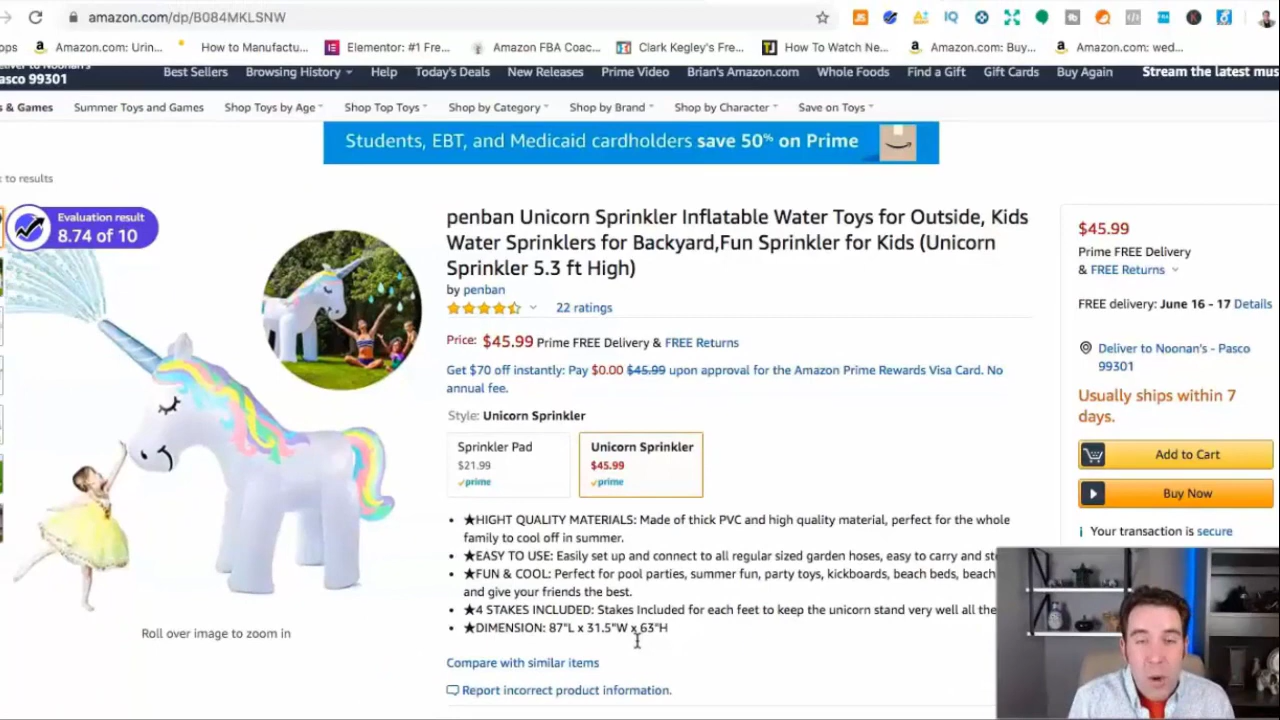 amazon.com/dp/B084MKLSNW
ops Amazon.com: Urin... How to Manufactu... Elementor: #1 Fre... Amazon FBA Coac... Clark Kegley's Fre... How To Watch Ne... Amazon.com: Buy... Amazon.com: wed...
Deliver to Noonan's -
Pasco 99301
Best Sellers Browsing History Help Today's Deals New Releases Prime Video Brian's Amazon.com Whole Foods Find a Gift Gift Cards Buy Again Stream the latest mus
s & Games Summer Toys and Games Shop Toys by Age Shop Top Toys Shop by Category Shop by Brand Shop by Character Save on Toys
Students, EBT, and Medicaid cardholders save 50% on Prime
to results
Evaluation result
8.74 of 10
Roll over image to zoom in
penban Unicorn Sprinkler Inflatable Water Toys for Outside, Kids
Water Sprinklers for Backyard,Fun Sprinkler for Kids (Unicorn
Sprinkler 5.3 ft High)
by penban
22 ratings
Price: $45.99 Prime FREE Delivery & FREE Returns
Get $70 off instantly: Pay $0.00 $45.99 upon approval for the Amazon Prime Rewards Visa Card. No
annual fee.
Style: Unicorn Sprinkler
Sprinkler Pad
$21.99
prime
Unicorn Sprinkler
$45.99
prime
• ★HIGHT QUALITY MATERIALS: Made of thick PVC and high quality material, perfect for the whole
family to cool off in summer.
• ★EASY TO USE: Easily set up and connect to all regular sized garden hoses, easy to carry and st
• ★FUN & COOL: Perfect for pool parties, summer fun, party toys, kickboards, beach beds, beach
and give your friends the best.
• ★4 STAKES INCLUDED: Stakes Included for each feet to keep the unicorn stand very well all the
• ★DIMENSION: 87"L x 31.5"W x 63"H
Compare with similar items
Report incorrect product information.
$45.99
Prime FREE Delivery
& FREE Returns
FREE delivery: June 16 - 17 Details
Deliver to Noonan's - Pasco
99301
Usually ships within 7
days.
Add to Cart
Buy Now
Your transaction is secure